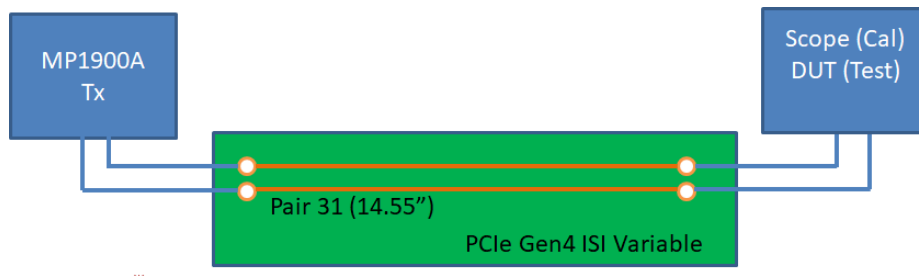 MP1900A
Tx
Scope (Cal)
DUT (Test)
Pair 31 (14.55”)
PCIe Gen4 ISI Variable